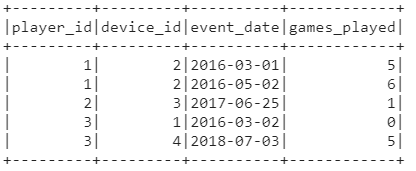 +---------+---------+----------+------------+
|player_id|device_id|event_date|games_played|
+---------+---------+----------+------------+
|        1|        2|2016-03-01|           5|
|        1|        2|2016-05-02|           6|
|        2|        3|2017-06-25|           1|
|        3|        1|2016-03-02|           0|
|        3|        4|2018-07-03|           5|
+---------+---------+----------+------------+